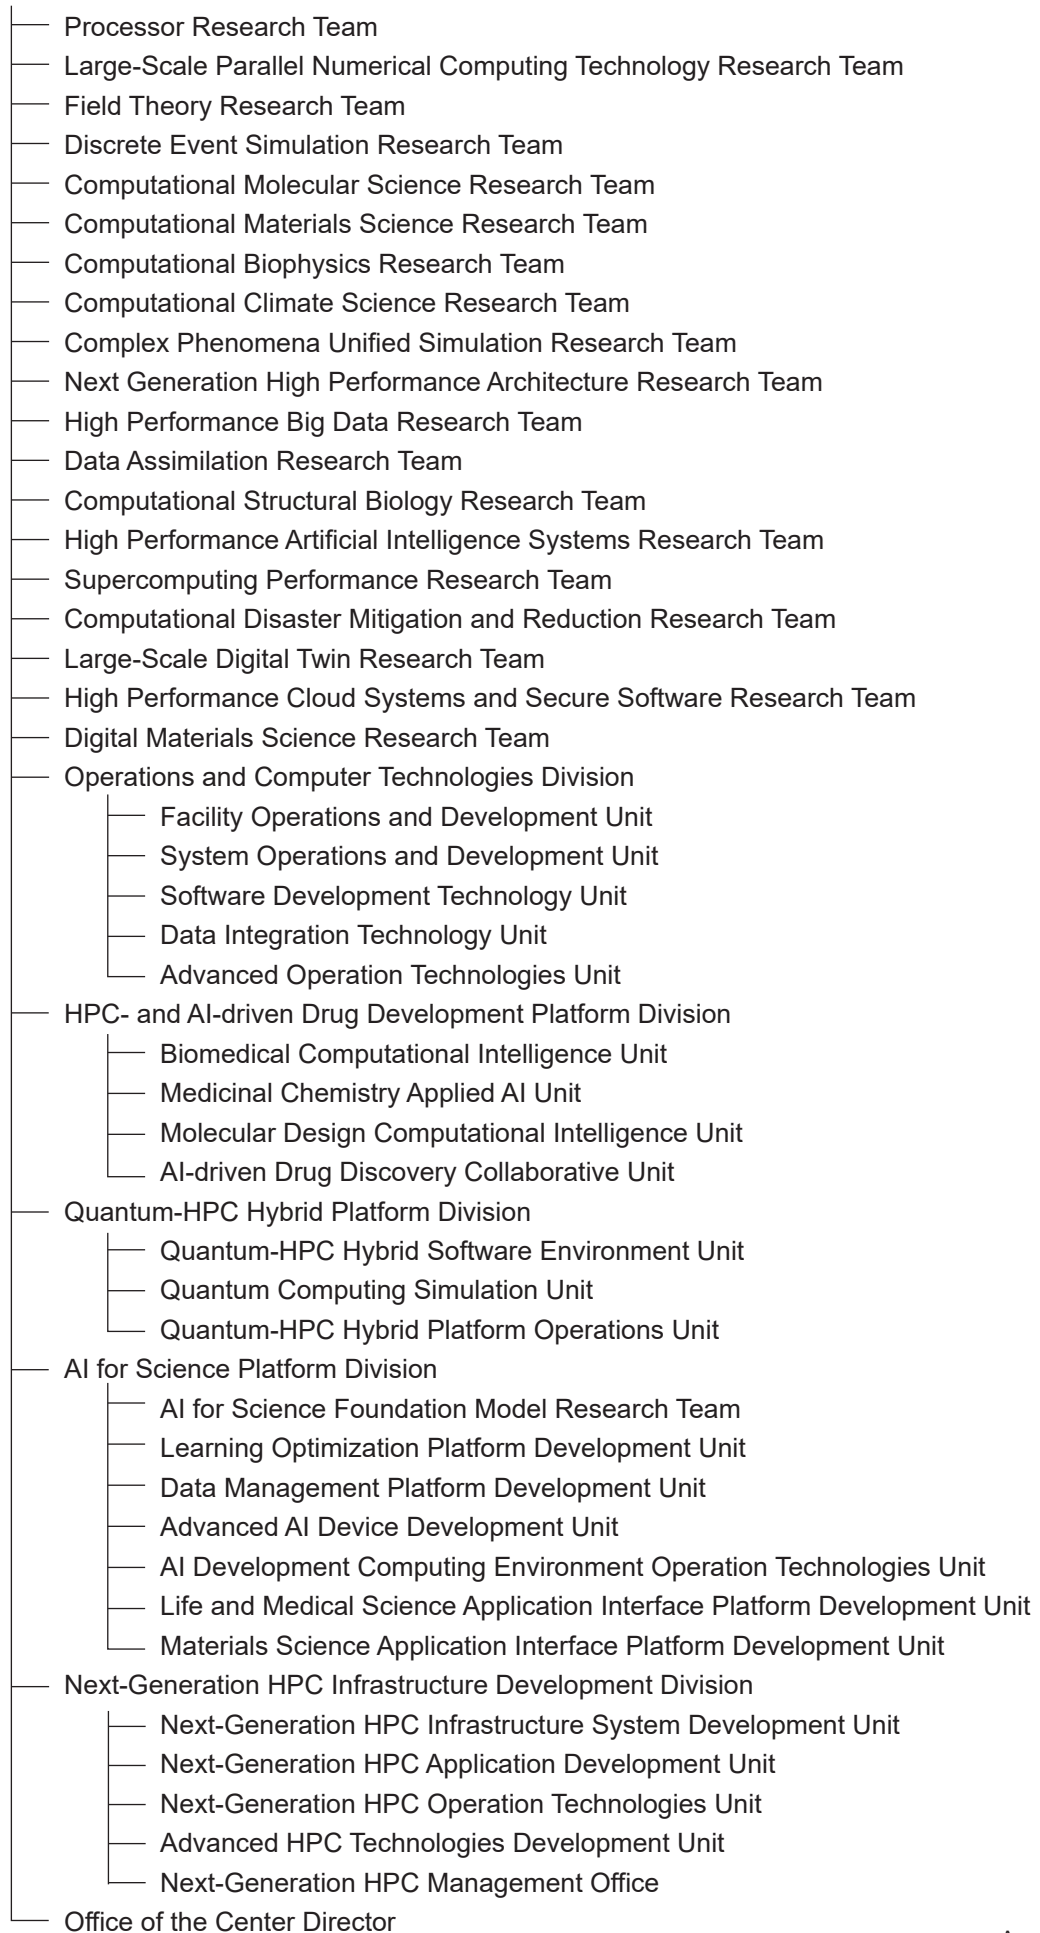 Processor Research Team
Large-Scale Parallel Numerical Computing Technology Research Team
Field Theory Research Team
Discrete Event Simulation Research Team
Computational Molecular Science Research Team
Computational Materials Science Research Team
Computational Biophysics Research Team
Computational Climate Science Research Team
Complex Phenomena Unified Simulation Research Team
Next Generation High Performance Architecture Research Team
High Performance Big Data Research Team
Data Assimilation Research Team
Computational Structural Biology Research Team
High Performance Artificial Intelligence Systems Research Team
Supercomputing Performance Research Team
Computational Disaster Mitigation and Reduction Research Team
Large-Scale Digital Twin Research Team
High Performance Cloud Systems and Secure Software Research Team
Digital Materials Science Research Team
Operations and Computer Technologies Division
Facility Operations and Development Unit
System Operations and Development Unit
Software Development Technology Unit
Data Integration Technology Unit
Advanced Operation Technologies Unit
HPC- and AI-driven Drug Development Platform Division
Biomedical Computational Intelligence Unit
Medicinal Chemistry Applied AI Unit
Molecular Design Computational Intelligence Unit
AI-driven Drug Discovery Collaborative Unit
Quantum-HPC Hybrid Platform Division
Quantum-HPC Hybrid Software Environment Unit
Quantum Computing Simulation Unit
Quantum-HPC Hybrid Platform Operations Unit
AI for Science Platform Division
AI for Science Foundation Model Research Team
Learning Optimization Platform Development Unit
Data Management Platform Development Unit
Advanced AI Device Development Unit
AI Development Computing Environment Operation Technologies Unit
Life and Medical Science Application Interface Platform Development Unit
Materials Science Application Interface Platform Development Unit
Next-Generation HPC Infrastructure Development Division
Next-Generation HPC Infrastructure System Development Unit
Next-Generation HPC Application Development Unit
Next-Generation HPC Operation Technologies Unit
Advanced HPC Technologies Development Unit
Next-Generation HPC Management Office
Office of the Center Director